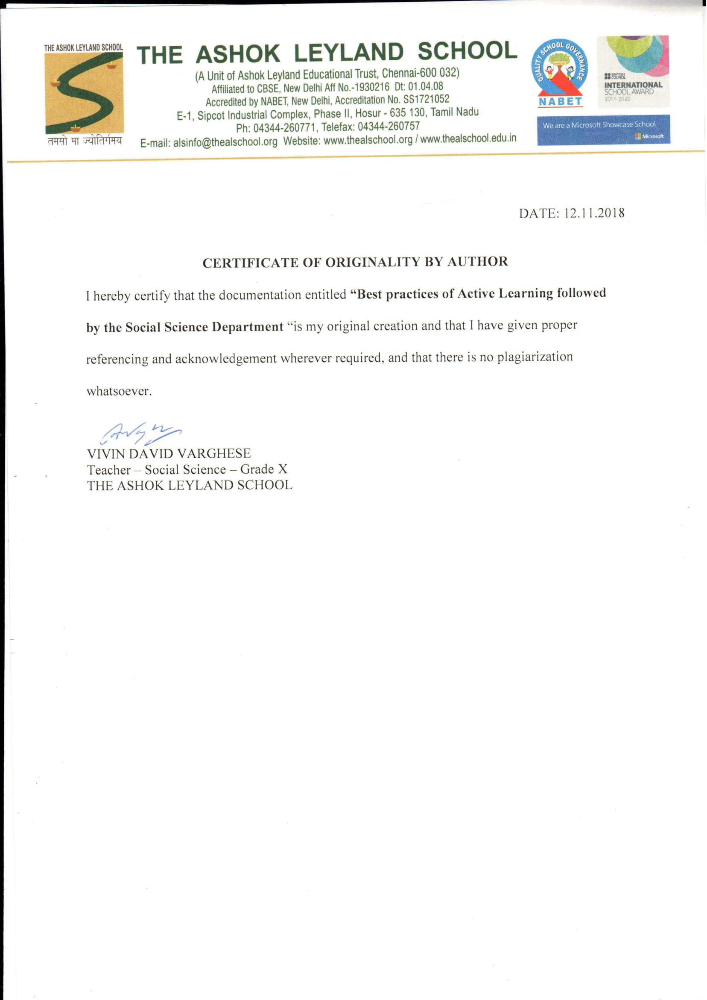 THE ASHOK LEYLAND SCHOOL
तमसो मा ज्योतिर्गमय
THE ASHOK LEYLAND SCHOOL
(A Unit of Ashok Leyland Educational Trust, Chennai-600 032)
Affiliated to CBSE, New Delhi Aff No.-1930216 Dt: 01.04.08
Accredited by NABET, New Delhi, Accreditation No. SS1721052
E-1, Sipcot Industrial Complex, Phase II, Hosur - 635 130, Tamil Nadu
Ph: 04344-260771, Telefax: 04344-260757
E-mail: alsinfo@thealschool.org Website: www.thealschool.org / www.thealschool.edu.in
QUALITY SCHOOL GOVERNANCE
NABET
BRITISH
COUNCIL
INTERNATIONAL
SCHOOL AWARD
2017-2020
We are a Microsoft Showcase School
Microsoft
DATE: 12.11.2018
CERTIFICATE OF ORIGINALITY BY AUTHOR
I hereby certify that the documentation entitled “Best practices of Active Learning followed
by the Social Science Department “is my original creation and that I have given proper
referencing and acknowledgement wherever required, and that there is no plagiarization
whatsoever.
VIVIN DAVID VARGHESE
Teacher – Social Science – Grade X
THE ASHOK LEYLAND SCHOOL